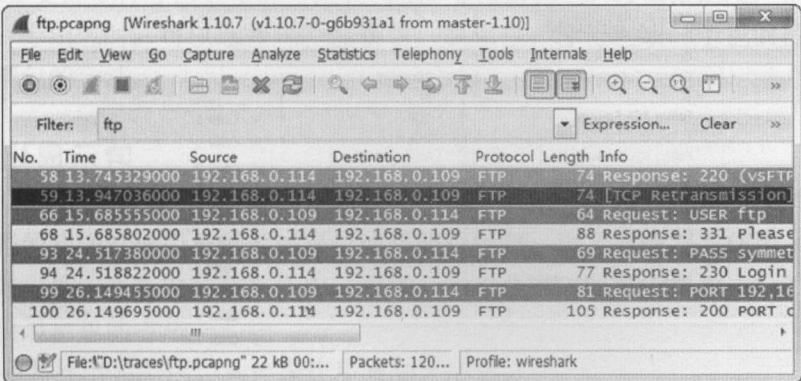 ftp.pcapng [Wireshark 1.10.7 (v1.10.7-0-g6b931a1 from master-1.10)]
File Edit View Go Capture Analyze Statistics Telephony Tools Internals Help
Filter: ftp Expression... Clear
No. Time Source Destination Protocol Length Info
58 13.745329000 192.168.0.114 192.168.0.109 FTP 74 Response: 220 (vsFTP
59 13.947036000 192.168.0.114 192.168.0.109 FTP 74 [TCP Retransmission]
66 15.685555000 192.168.0.109 192.168.0.114 FTP 64 Request: USER ftp
68 15.685802000 192.168.0.114 192.168.0.109 FTP 88 Response: 331 Please
93 24.517380000 192.168.0.109 192.168.0.114 FTP 69 Request: PASS symmet
94 24.518822000 192.168.0.114 192.168.0.109 FTP 77 Response: 230 Login
99 26.149455000 192.168.0.109 192.168.0.114 FTP 81 Request: PORT 192,16
100 26.149695000 192.168.0.114 192.168.0.109 FTP 105 Response: 200 PORT c
File: "D:\traces\ftp.pcapng" 22 kB 00:... Packets: 120... Profile: wireshark